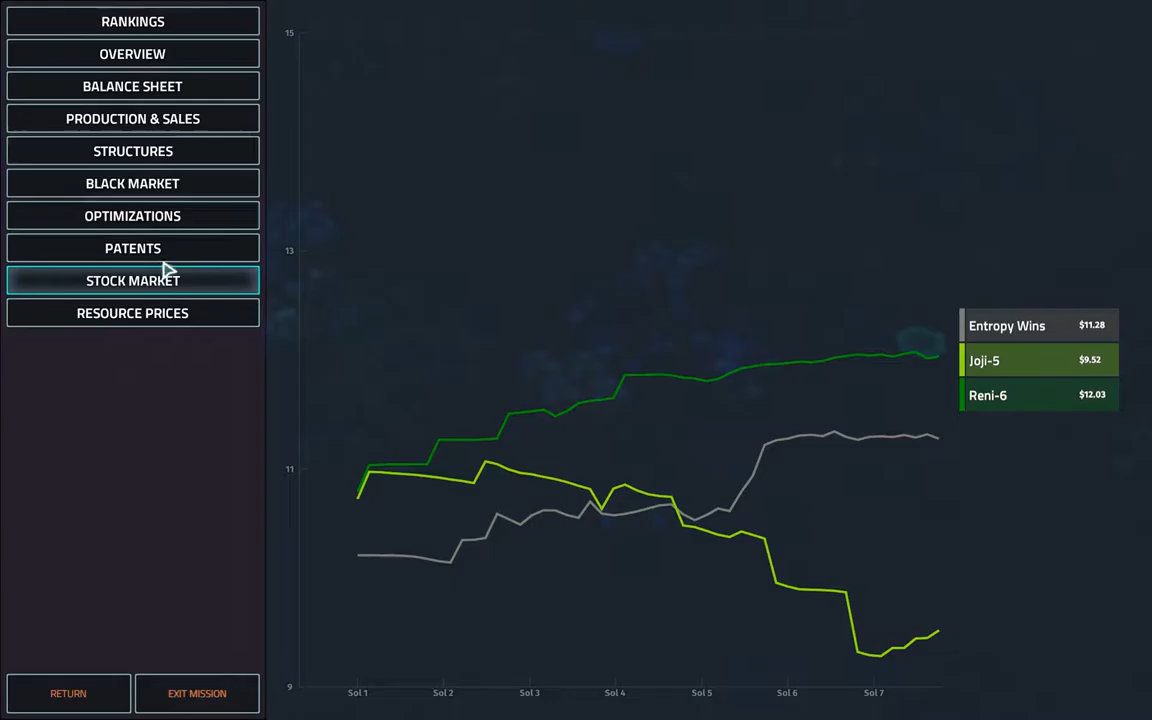 RANKINGS
OVERVIEW
BALANCE SHEET
PRODUCTION & SALES
STRUCTURES
BLACK MARKET
OPTIMIZATIONS
PATENTS
STOCK MARKET
RESOURCE PRICES
RETURN
EXIT MISSION
15
13
11
9
Sol 1
Sol 2
Sol 3
Sol 4
Sol 5
Sol 6
Sol 7
Entropy Wins $11.28
Joji-5 $9.52
Reni-6 $12.03